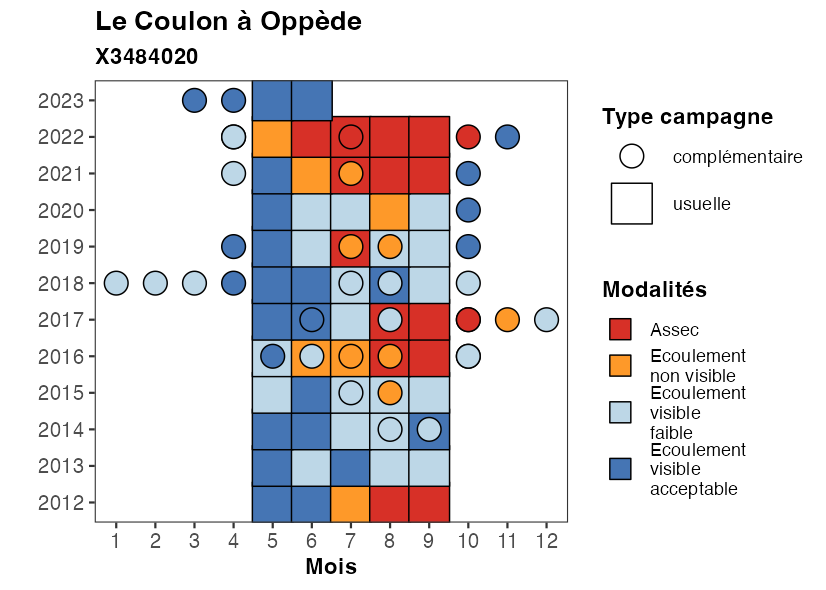 Le Coulon à Oppède
X3484020
2023
2022
2021
2020
2019
2018
2017
2016
2015
2014
2013
2012
1 2 3 4 5 6 7 8 9 10 11 12
Mois
Type campagne
complémentaire
usuelle
Modalités
Assec
Ecoulement
non visible
Ecoulement
visible
faible
Ecoulement
visible
acceptable